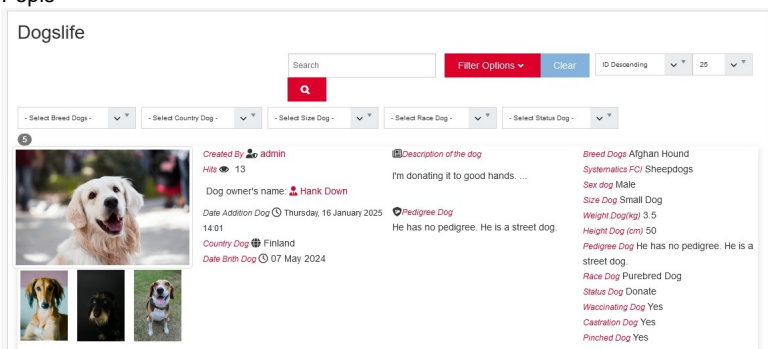 Dogslife
Search
Filter Options
Clear
ID Descending
25
- Select Breed Dogs -
- Select Country Dog -
- Select Size Dog -
- Select Race Dog -
- Select Status Dog -
5
Created By admin
Hits 13
Dog owner's name: Hank Down
Date Addition Dog Thursday, 16 January 2025
14:01
Country Dog Finland
Date Brith Dog 07 May 2024
Description of the dog
I'm donating it to good hands. ...
Pedigree Dog
He has no pedigree. He is a street dog.
Breed Dogs Afghan Hound
Systematics FCI Sheepdogs
Sex dog Male
Size Dog Small Dog
Weight Dog(kg) 3.5
Height Dog (cm) 50
Pedigree Dog He has no pedigree. He is a
street dog.
Race Dog Purebred Dog
Status Dog Donate
Waccinating Dog Yes
Castration Dog Yes
Pinched Dog Yes